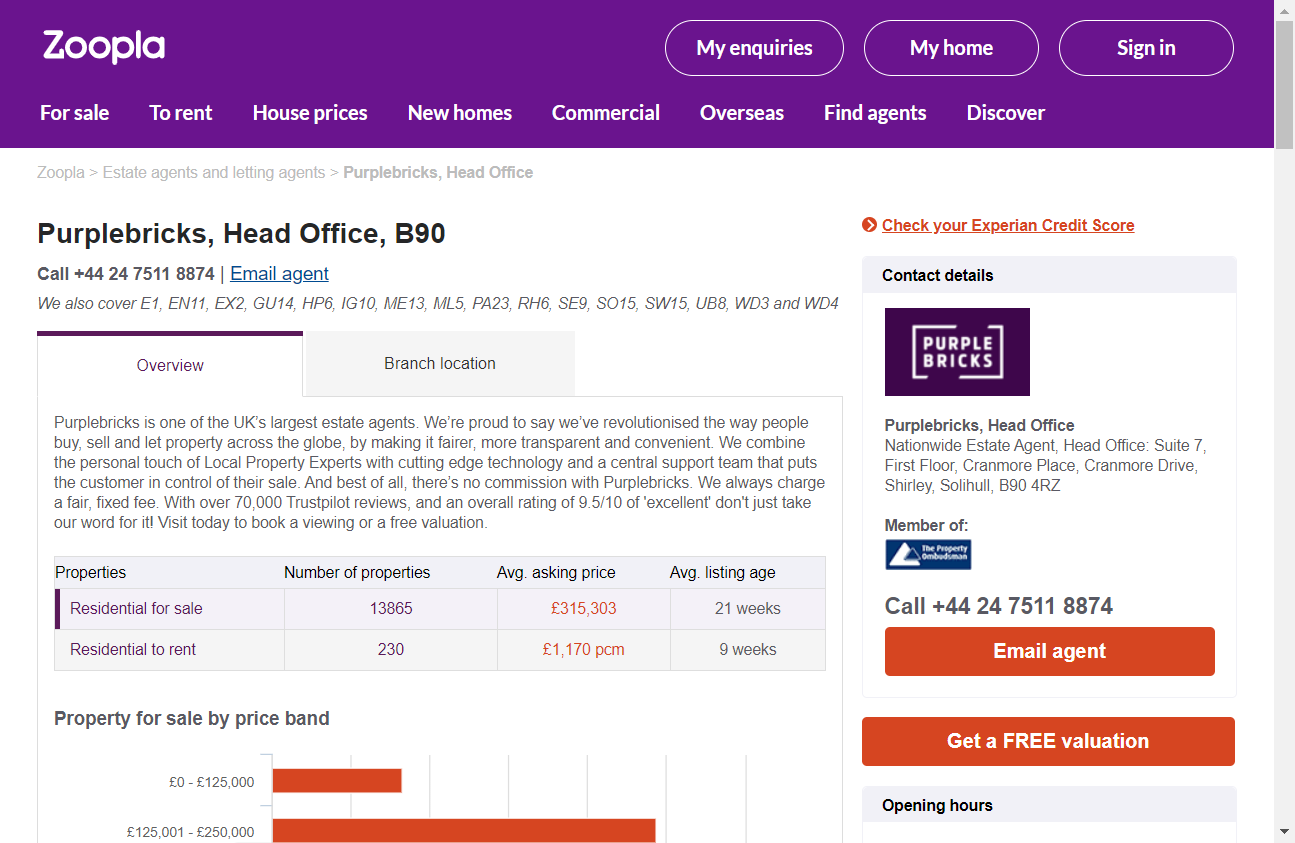 Zoopla
My enquiries
My home
Sign in
For sale
To rent
House prices
New homes
Commercial
Overseas
Find agents
Discover
Zoopla > Estate agents and letting agents > Purplebricks, Head Office
Purplebricks, Head Office, B90
Call +44 24 7511 8874 | Email agent
We also cover E1, EN11, EX2, GU14, HP6, IG10, ME13, ML5, PA23, RH6, SE9, SO15, SW15, UB8, WD3 and WD4
Overview
Branch location
Purplebricks is one of the UK’s largest estate agents. We’re proud to say we’ve revolutionised the way people
buy, sell and let property across the globe, by making it fairer, more transparent and convenient. We combine
the personal touch of Local Property Experts with cutting edge technology and a central support team that puts
the customer in control of their sale. And best of all, there’s no commission with Purplebricks. We always charge
a fair, fixed fee. With over 70,000 Trustpilot reviews, and an overall rating of 9.5/10 of 'excellent' don't just take
our word for it! Visit today to book a viewing or a free valuation.
Properties Number of properties Avg. asking price Avg. listing age
Residential for sale 13865 £315,303 21 weeks
Residential to rent 230 £1,170 pcm 9 weeks
Property for sale by price band
£0 - £125,000
£125,001 - £250,000
Check your Experian Credit Score
Contact details
PURPLE
BRICKS
Purplebricks, Head Office
Nationwide Estate Agent, Head Office: Suite 7,
First Floor, Cranmore Place, Cranmore Drive,
Shirley, Solihull, B90 4RZ
Member of:
The Property
Ombudsman
Call +44 24 7511 8874
Email agent
Get a FREE valuation
Opening hours